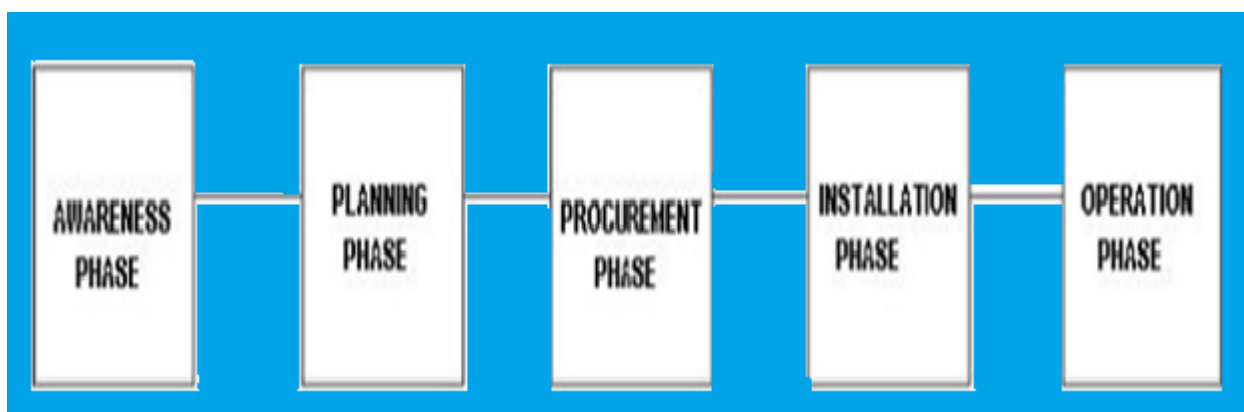 AWARENESS
PHASE
PLANNING
PHASE
PROCUREMENT
PHASE
INSTALLATION
PHASE
OPERATION
PHASE